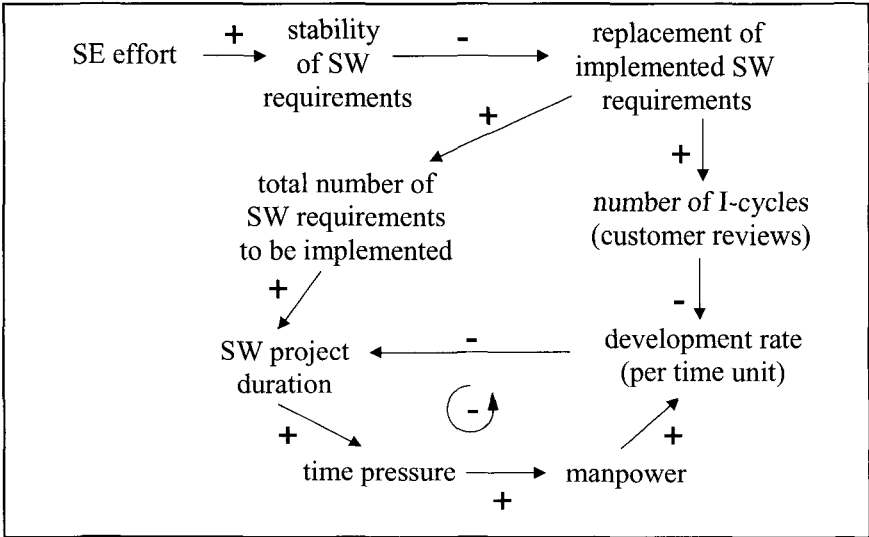 SE effort
+
stability
of SW
requirements
-
replacement of
implemented SW
requirements
+
+
total number of
SW requirements
to be implemented
number of I-cycles
(customer reviews)
+
-
SW project
duration
-
development rate
(per time unit)
-
+
+
time pressure
+
manpower